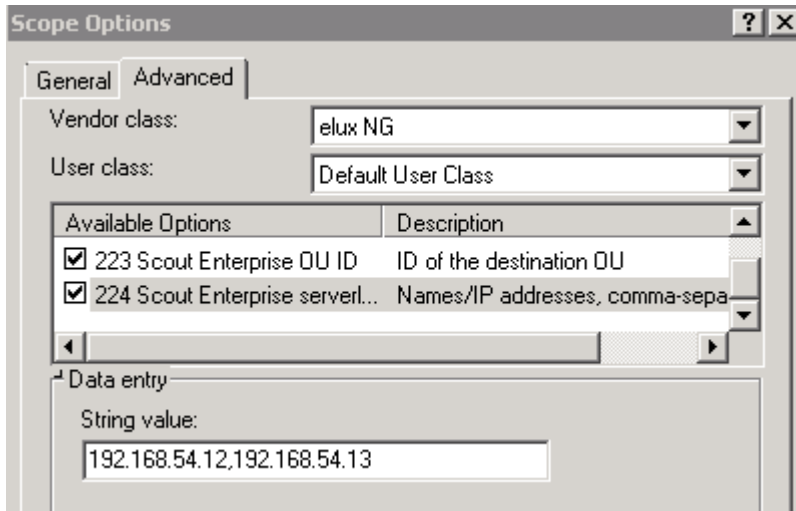 Scope Options
General Advanced
Vendor class: elux NG
User class: Default User Class
Available Options Description
223 Scout Enterprise OU ID ID of the destination OU
224 Scout Enterprise serverl... Names/IP addresses, comma-sepa
Data entry
String value:
192.168.54.12,192.168.54.13